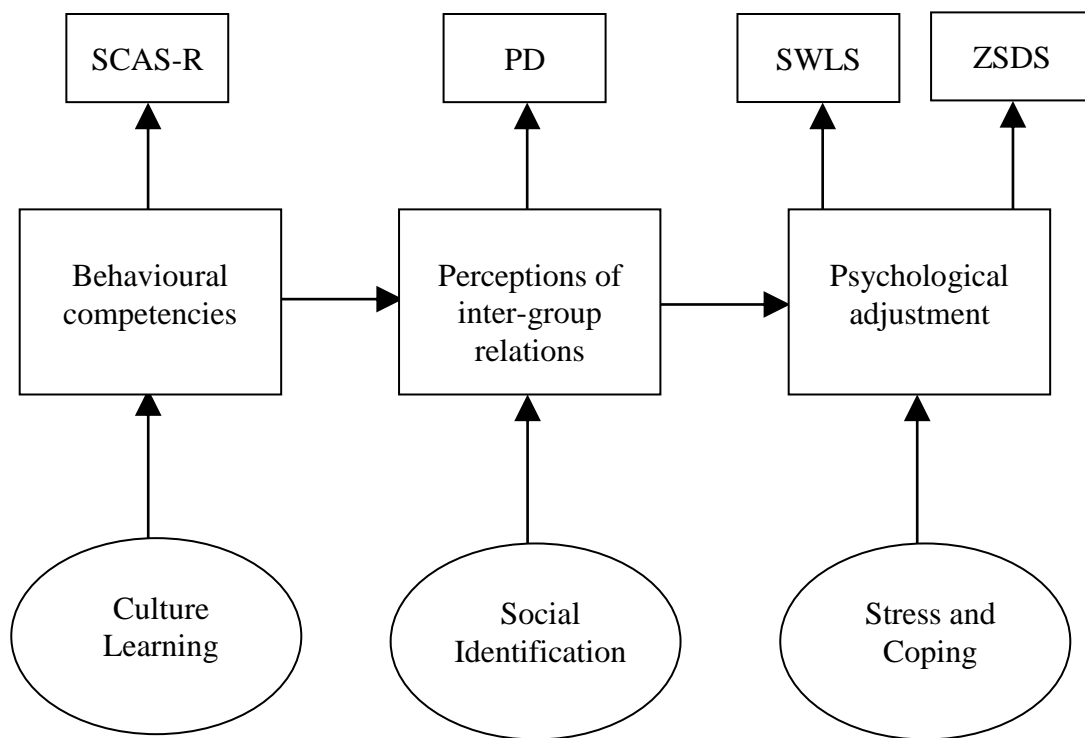 SCAS-R
PD
SWLS
ZSDS
Behavioural
competencies
Perceptions of
inter-group
relations
Psychological
adjustment
Culture
Learning
Social
Identification
Stress and
Coping